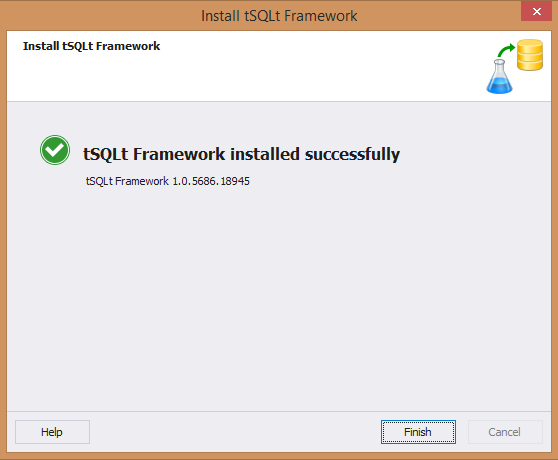 Install tSQLt Framework
Install tSQLt Framework
tSQLt Framework installed successfully
tSQLt Framework 1.0.5686.18945
Help
Finish
Cancel